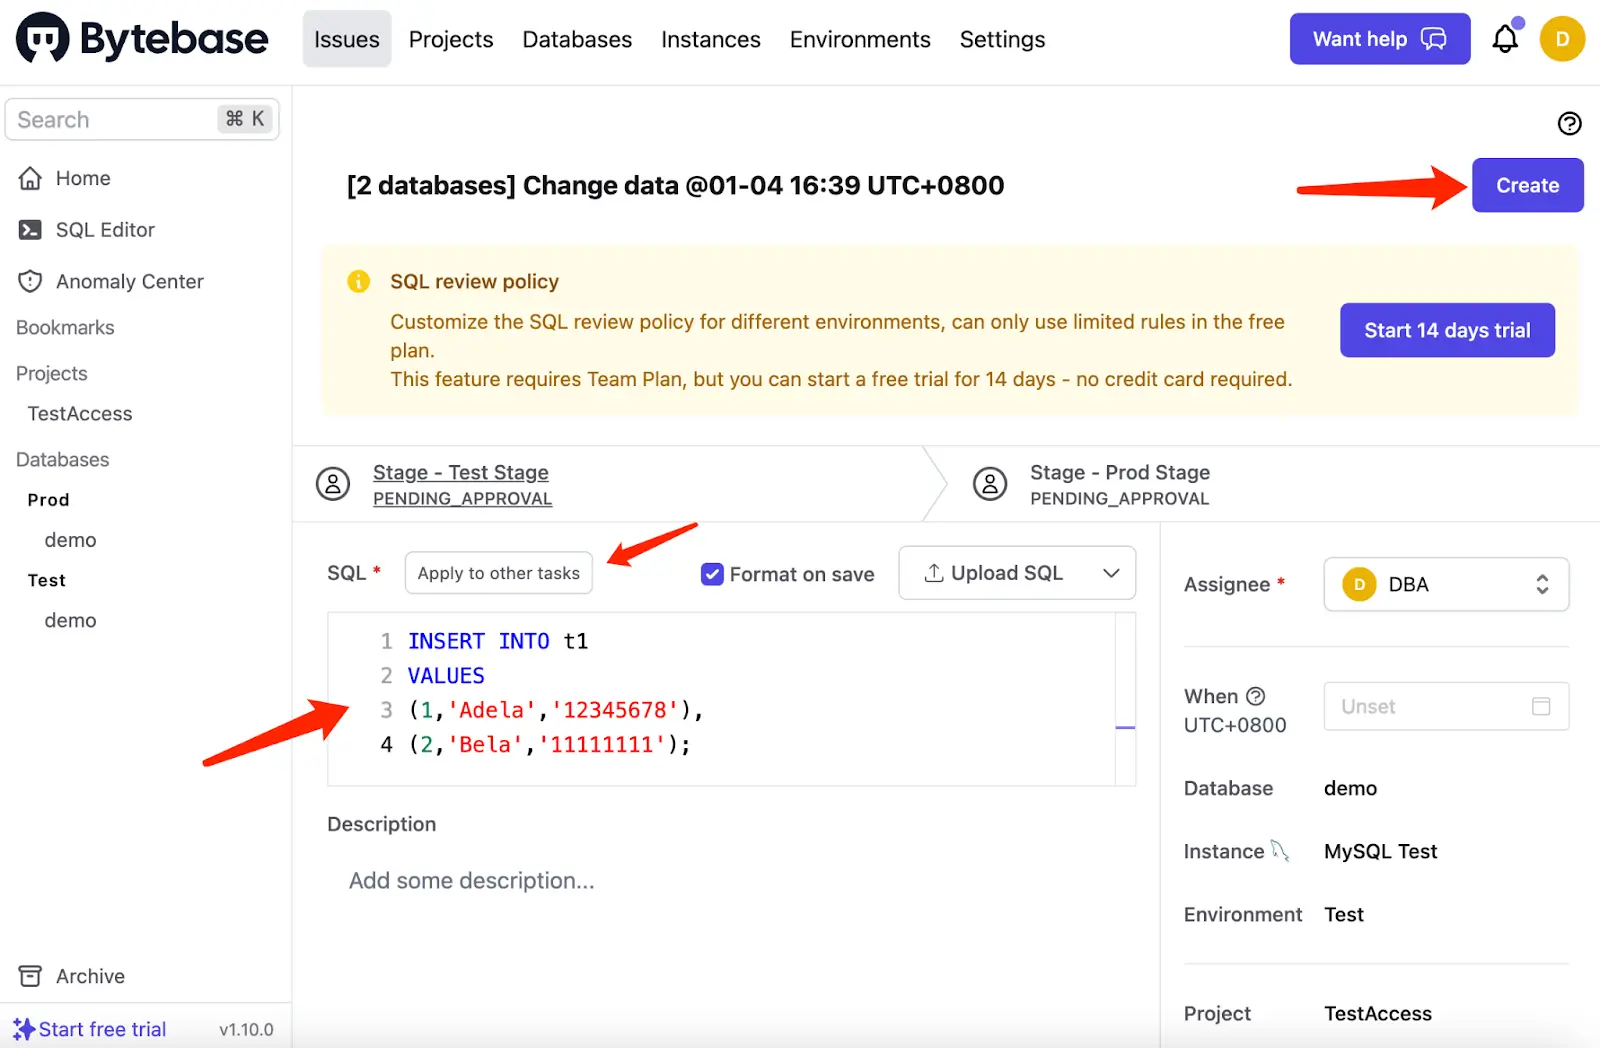 Bytebase
Issues
Projects
Databases
Instances
Environments
Settings
Want help
D
Search
⌘ K
Home
SQL Editor
Anomaly Center
Bookmarks
Projects
TestAccess
Databases
Prod
demo
Test
demo
Archive
Start free trial
v1.10.0
[2 databases] Change data @01-04 16:39 UTC+0800
Create
SQL review policy
Customize the SQL review policy for different environments, can only use limited rules in the free
plan.
This feature requires Team Plan, but you can start a free trial for 14 days - no credit card required.
Start 14 days trial
Stage - Test Stage
PENDING_APPROVAL
Stage - Prod Stage
PENDING_APPROVAL
SQL *
Apply to other tasks
Format on save
Upload SQL
1 INSERT INTO t1
2 VALUES
3 (1,'Adela','12345678'),
4 (2,'Bela','11111111');
Description
Add some description...
Assignee *
D DBA
When
UTC+0800
Unset
Database demo
Instance MySQL Test
Environment Test
Project TestAccess